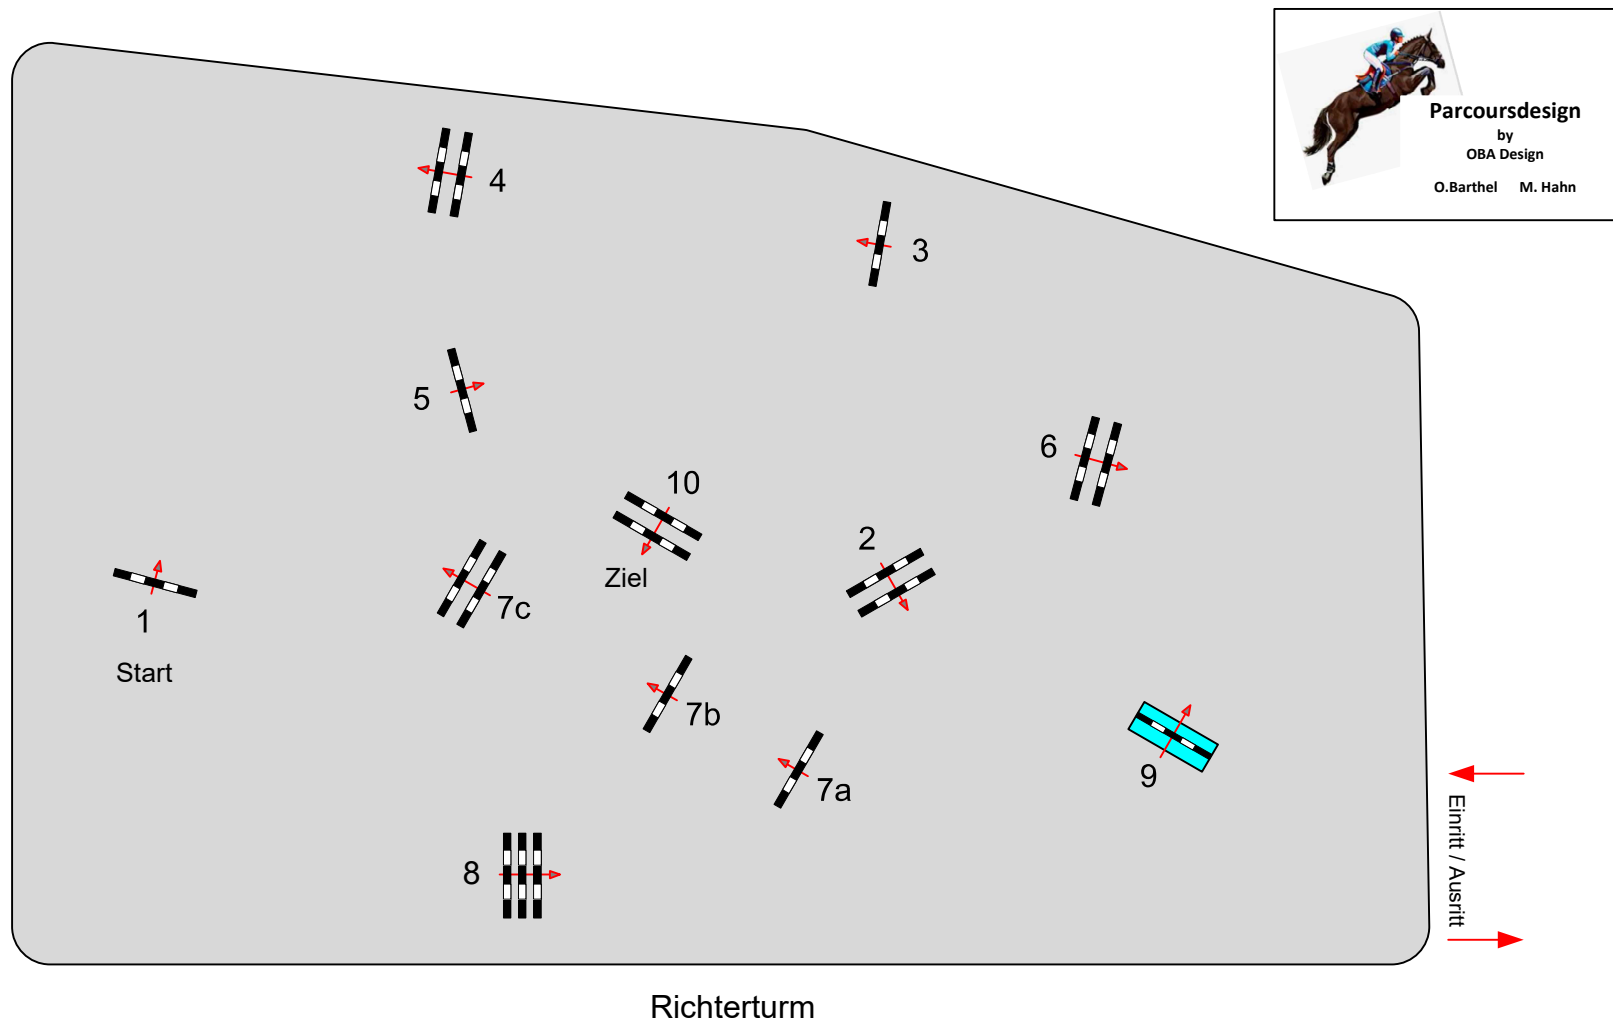 Parcoursdesign
by
OBA Design
O.Barthel M. Hahn
4
3
5
6
10
2
Ziel
7c
1
Start
7b
7a
9
8
Einritt / Ausritt
Richterturm